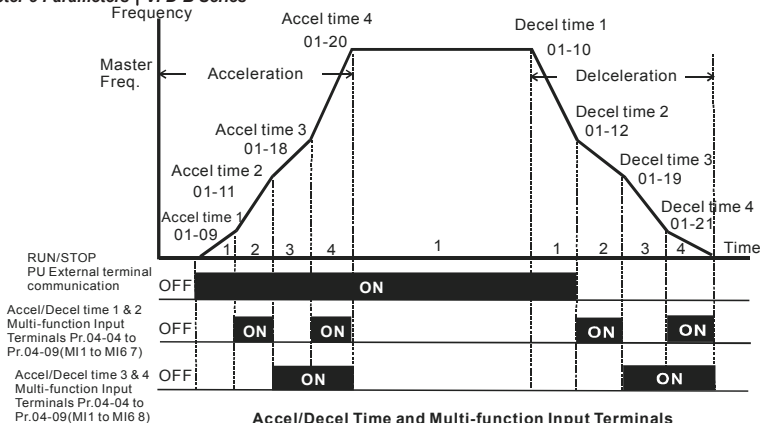 Frequency
Accel time 4
01-20
Decel time 1
01-10
Master
Freq.
Acceleration
Delceleration
Accel time 3
01-18
Decel time 2
01-12
Accel time 2
01-11
Decel time 3
01-19
Accel time 1
01-09
Decel time 4
01-21
1 2 3 4 1 1 2 3 4 Time
RUN/STOP
PU External terminal
communication
OFF
ON
Accel/Decel time 1 & 2
Multi-function Input
Terminals Pr.04-04 to
Pr.04-09(MI1 to MI6 7)
OFF
ON ON ON ON
Accel/Decel time 3 & 4
Multi-function Input
Terminals Pr.04-04 to
Pr.04-09(MI1 to MI6 8)
OFF
ON ON
Accel/Decel Time and Multi-function Input Terminals